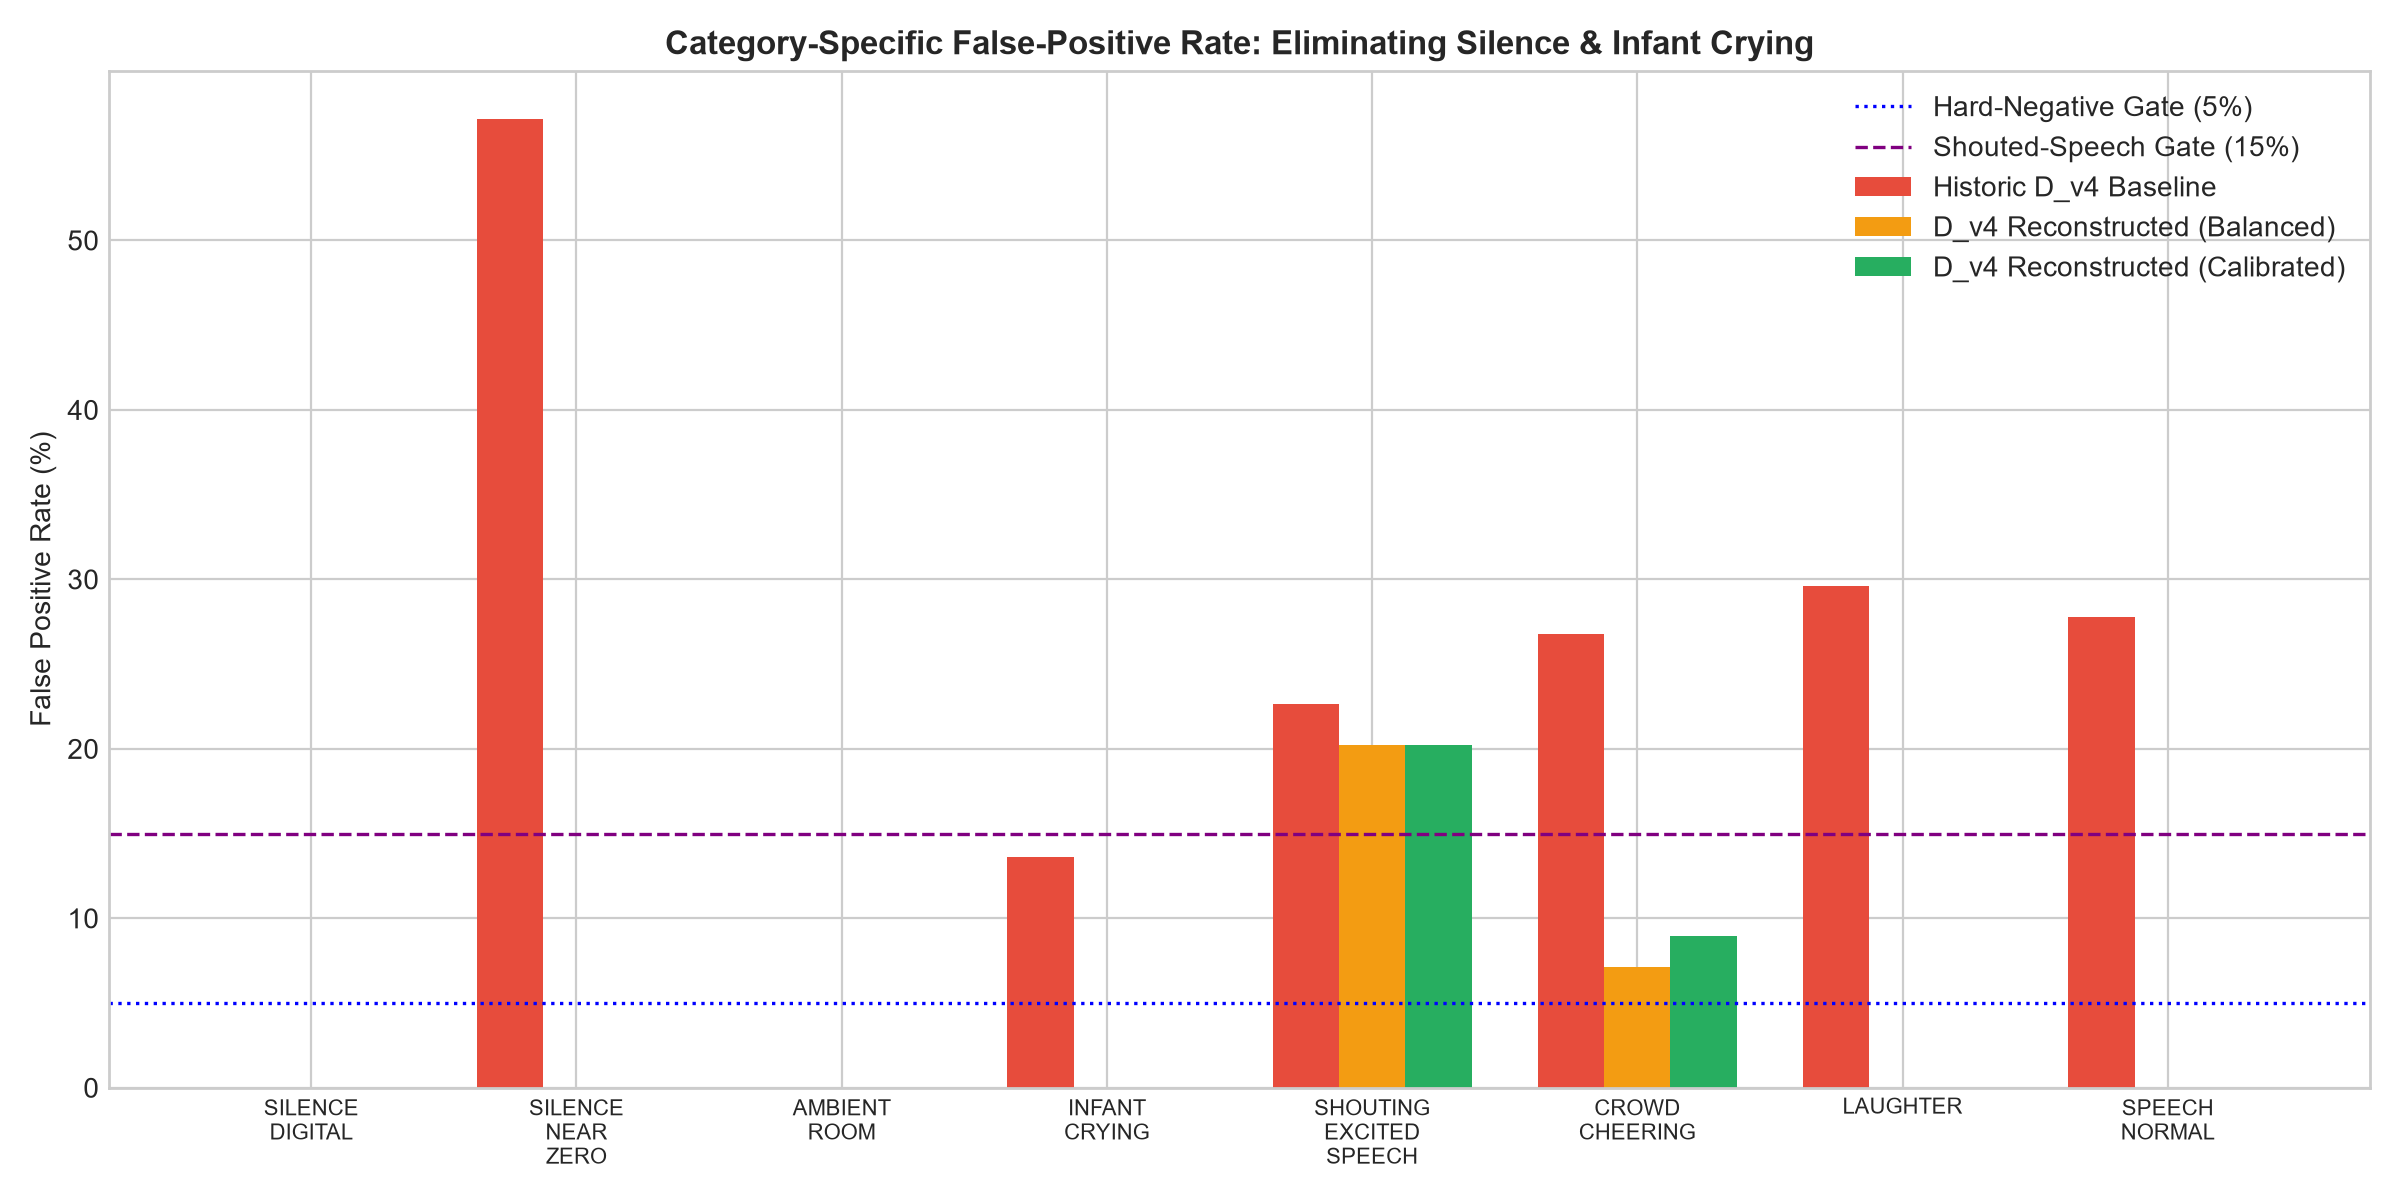 Category-Specific False-Positive Rate: Eliminating Silence & Infant Crying
Hard-Negative Gate (5%)
Shouted-Speech Gate (15%)
Historic D_v4 Baseline
D_v4 Reconstructed (Balanced)
D_v4 Reconstructed (Calibrated)
False Positive Rate (%)
50
40
30
20
10
0
SILENCE
DIGITAL
SILENCE
NEAR
ZERO
AMBIENT
ROOM
INFANT
CRYING
SHOUTING
EXCITED
SPEECH
CROWD
CHEERING
LAUGHTER
SPEECH
NORMAL